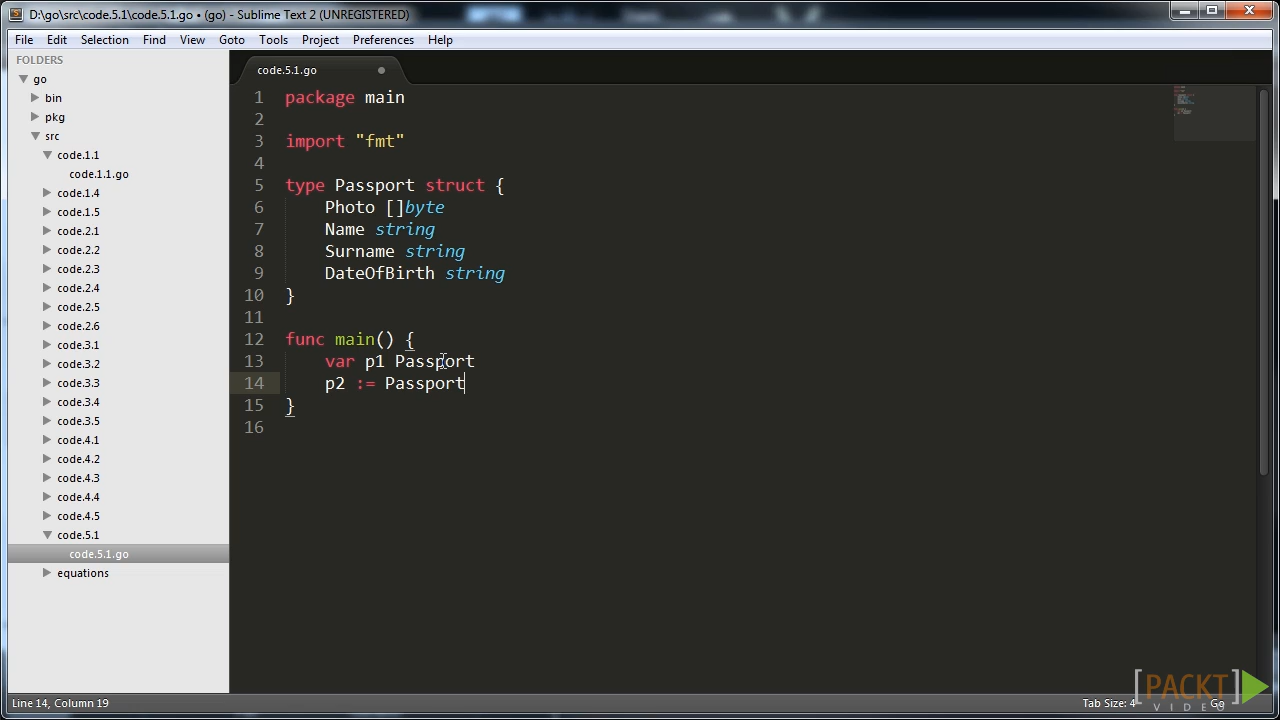 D:\go\src\code.5.1\code.5.1.go • (go) - Sublime Text 2 (UNREGISTERED)
File Edit Selection Find View Goto Tools Project Preferences Help
FOLDERS
go
bin
pkg
src
code.1.1
code.1.1.go
code.1.4
code.1.5
code.2.1
code.2.2
code.2.3
code.2.4
code.2.5
code.2.6
code.3.1
code.3.2
code.3.3
code.3.4
code.3.5
code.4.1
code.4.2
code.4.3
code.4.4
code.4.5
code.5.1
code.5.1.go
equations
code.5.1.go
1 package main
2
3 import "fmt"
4
5 type Passport struct {
6 Photo []byte
7 Name string
8 Surname string
9 DateOfBirth string
10 }
11
12 func main() {
13 var p1 Passport
14 p2 := Passport
15 }
16
[PACKT]
VIDEO
Line 14, Column 19
Tab Size: 4
Go